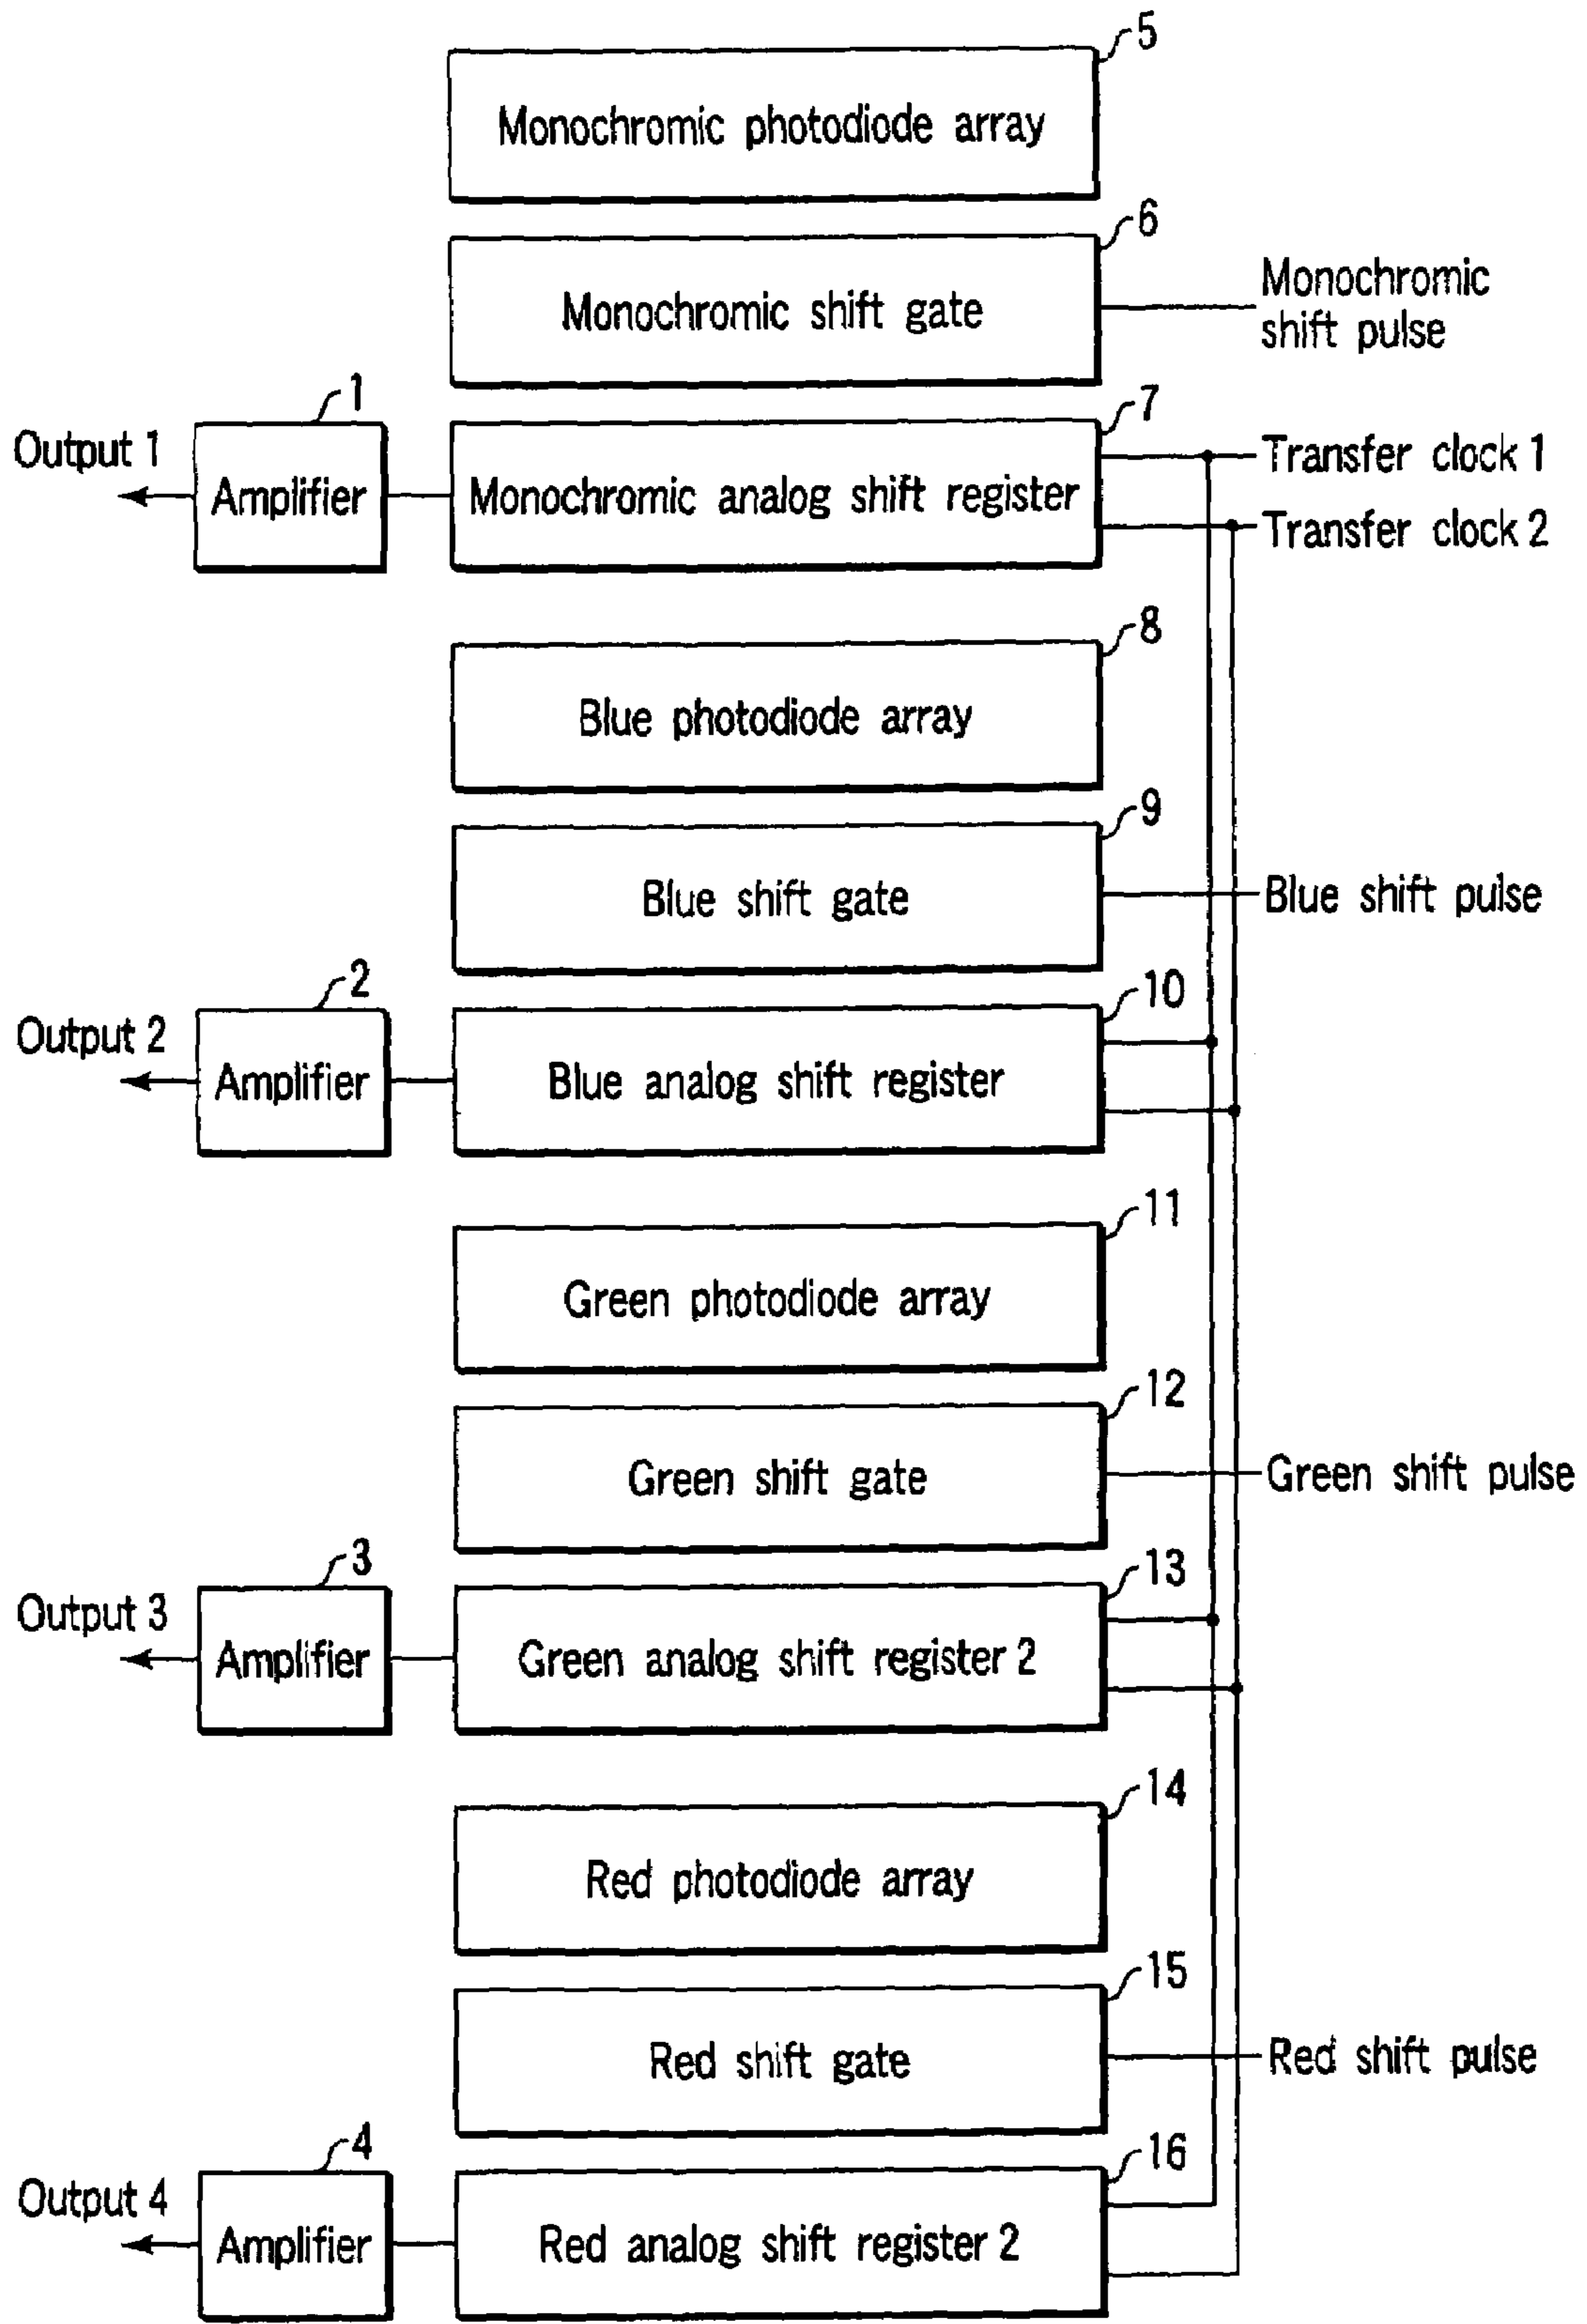 5
Monochromic photodiode array
6
Monochromic shift gate
Monochromic
shift pulse
1
7
Output 1
Amplifier
Monochromic analog shift register
Transfer clock 1
Transfer clock 2
8
Blue photodiode array
9
Blue shift gate
Blue shift pulse
2
10
Output 2
Amplifier
Blue analog shift register
11
Green photodiode array
12
Green shift gate
Green shift pulse
3
13
Output 3
Amplifier
Green analog shift register 2
14
Red photodiode array
15
Red shift gate
Red shift pulse
4
16
Output 4
Amplifier
Red analog shift register 2